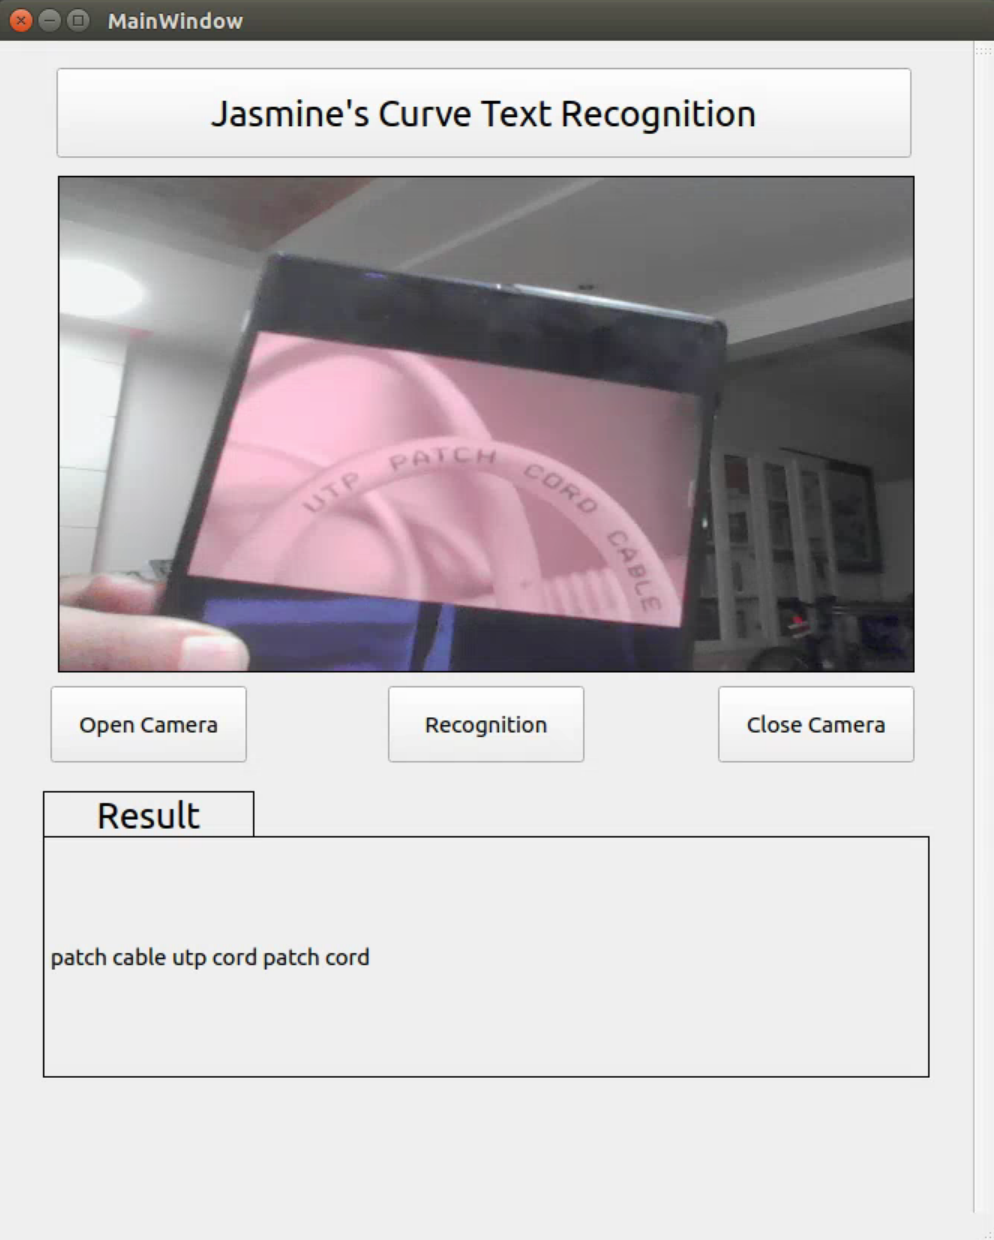 MainWindow
Jasmine's Curve Text Recognition
UTP PATCH CORD CABLE
Open Camera
Recognition
Close Camera
Result
patch cable utp cord patch cord